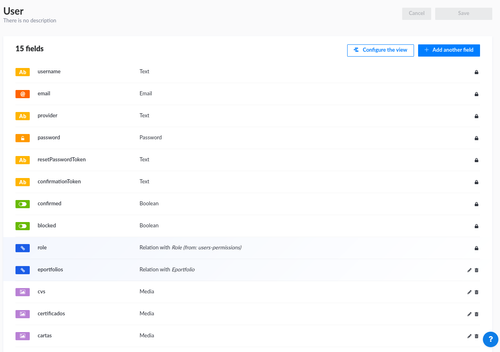 User
There is no description
Cancel
Save
15 fields
Configure the view
Add another field
Ab username Text
@ email Email
Ab provider Text
password Password
Ab resetPasswordToken Text
Ab confirmationToken Text
confirmed Boolean
blocked Boolean
role Relation with Role (from: users-permissions)
eportfolios Relation with Eportfolio
cvs Media
certificados Media
cartas Media
?